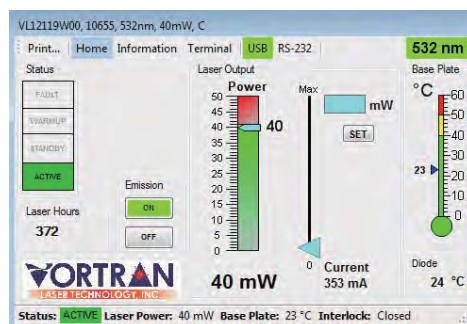 VL12119W00, 10655, 532nm, 40mW, C
Print... Home Information Terminal USB RS-232 532 nm
Status
FAULT
WARMUP
STANDBY
ACTIVE
Laser Hours
372
Emission
ON
OFF
Laser Output
Power
50
45
40
35
30
25
20
15
10
5
0
40
40 mW
Max
0
mW
SET
Current
353 mA
Base Plate
°C
60
50
40
30
20
10
0
23
Diode
24 °C
VORTRAN
LASER TECHNOLOGY, INC.
Status: ACTIVE Laser Power: 40 mW Base Plate: 23 °C Interlock: Closed